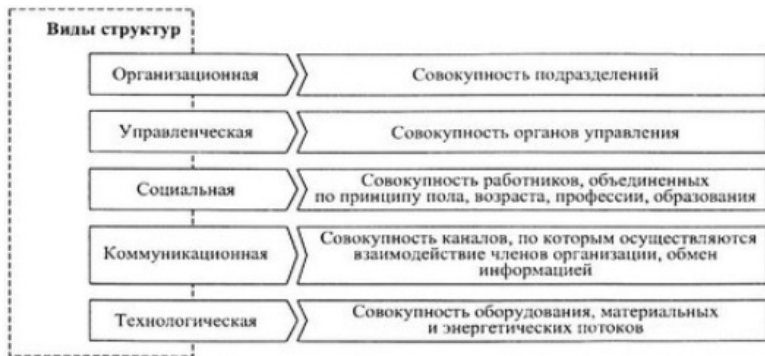 Виды структур
Организационная
Совокупность подразделений
Управленческая
Совокупность органов управления
Социальная
Совокупность работников, объединенных
по принципу пола, возраста, профессии, образования
Коммуникационная
Совокупность каналов, по которым осуществляются
взаимодействие членов организации, обмен
информацией
Технологическая
Совокупность оборудования, материальных
и энергетических потоков